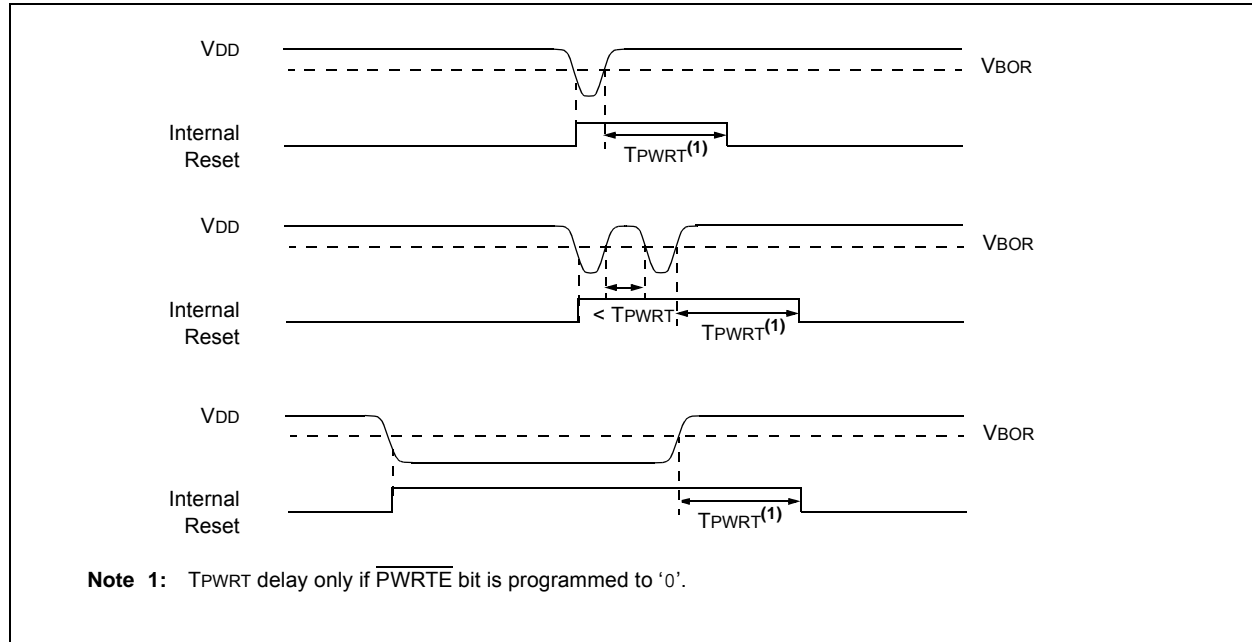 VDD
VBOR
Internal
Reset
TPWRT(1)
VDD
VBOR
Internal
Reset
< TPWRT
TPWRT(1)
VDD
VBOR
Internal
Reset
TPWRT(1)
Note 1: TPWRT delay only if PWRTE bit is programmed to ‘0’.